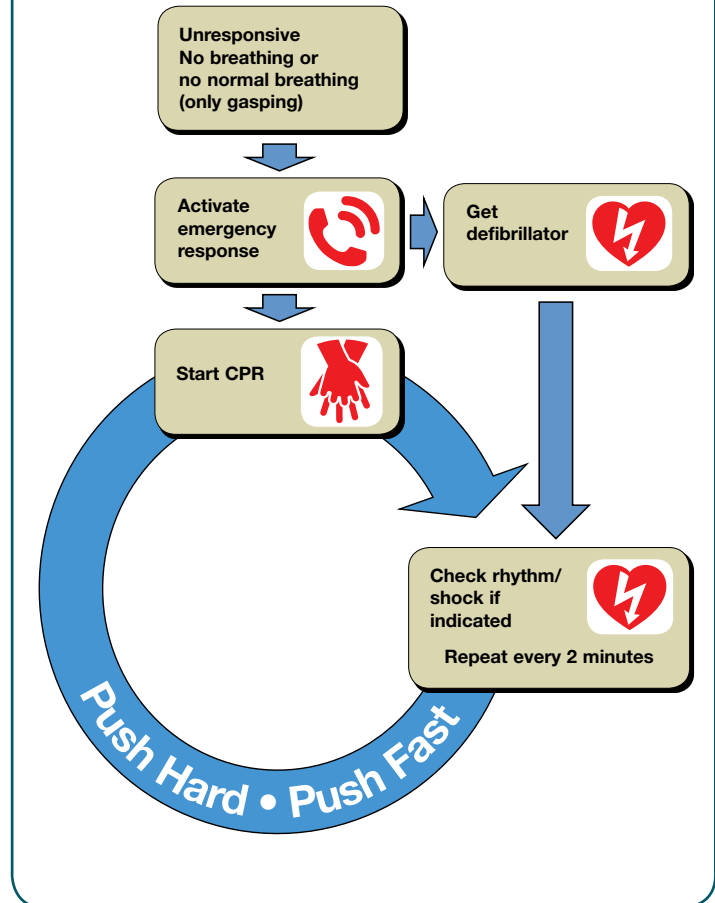 Unresponsive
No breathing or
no normal breathing
(only gasping)
Activate
emergency
response
Get
defibrillator
Start CPR
Check rhythm/
shock if
indicated
Repeat every 2 minutes
Push Hard • Push Fast